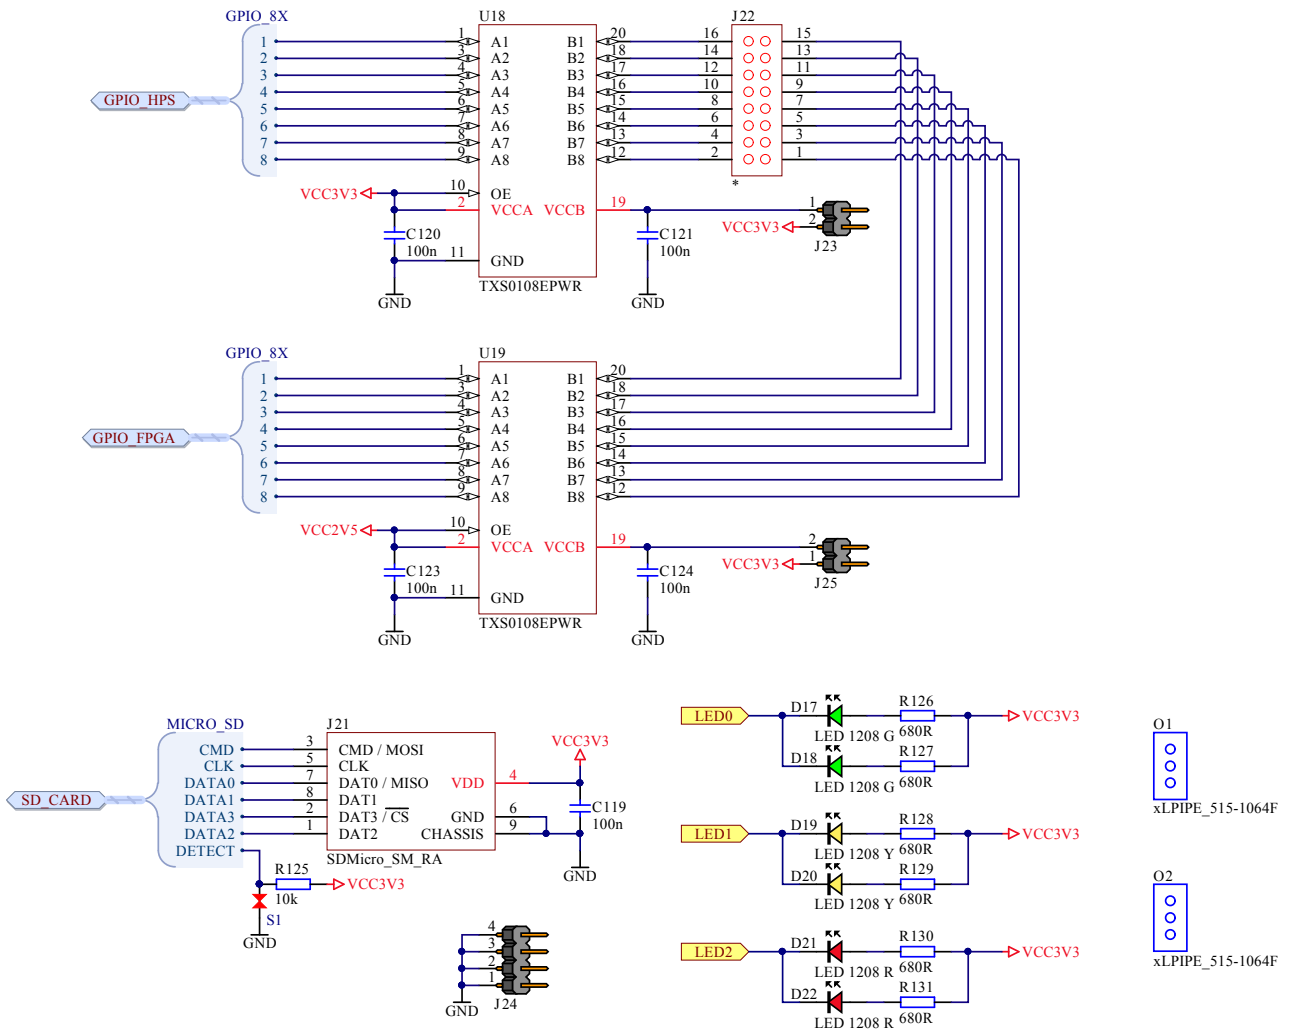 GPIO_8X U18 J22
1 1 A1 B1 20 16 15
2 3 A2 B2 18 14 13
3 4 A3 B3 17 12 11
GPIO_HPS 4 5 A4 B4 16 10 9
5 6 A5 B5 15 8 7
6 7 A6 B6 14 6 5
7 8 A7 B7 13 4 3
8 9 A8 B8 12 2 1
*
VCC3V3 10 OE
2 VCCA VCCB 19 1
VCC3V3 2
C120 C121 J23
100n 100n
11 GND
TXS0108EPWR
GND GND
GPIO_8X U19
1 1 A1 B1 20
2 3 A2 B2 18
3 4 A3 B3 17
GPIO_FPGA 4 5 A4 B4 16
5 6 A5 B5 15
6 7 A6 B6 14
7 8 A7 B7 13
8 9 A8 B8 12
VCC2V5 10 OE
2 VCCA VCCB 19 2
VCC3V3 1
C123 C124 J25
100n 100n
11 GND
TXS0108EPWR
GND GND
MICRO_SD J21
CMD 3 CMD / MOSI VCC3V3
CLK 5 CLK
DATA0 7 DAT0 / MISO VDD 4
SD_CARD DATA1 8 DAT1
DATA3 2 DAT3 / CS GND 6 C119
DATA2 1 DAT2 CHASSIS 9 100n
DETECT
SDMicro_SM_RA
GND
R125
VCC3V3
10k
S1
GND
4
3
2
1
GND J24
LED0 D17 R126 VCC3V3
LED 1208 G 680R
D18 R127
LED 1208 G 680R
LED1 D19 R128 VCC3V3
LED 1208 Y 680R
D20 R129
LED 1208 Y 680R
LED2 D21 R130 VCC3V3
LED 1208 R 680R
D22 R131
LED 1208 R 680R
O1
xLPIPE_515-1064F
O2
xLPIPE_515-1064F